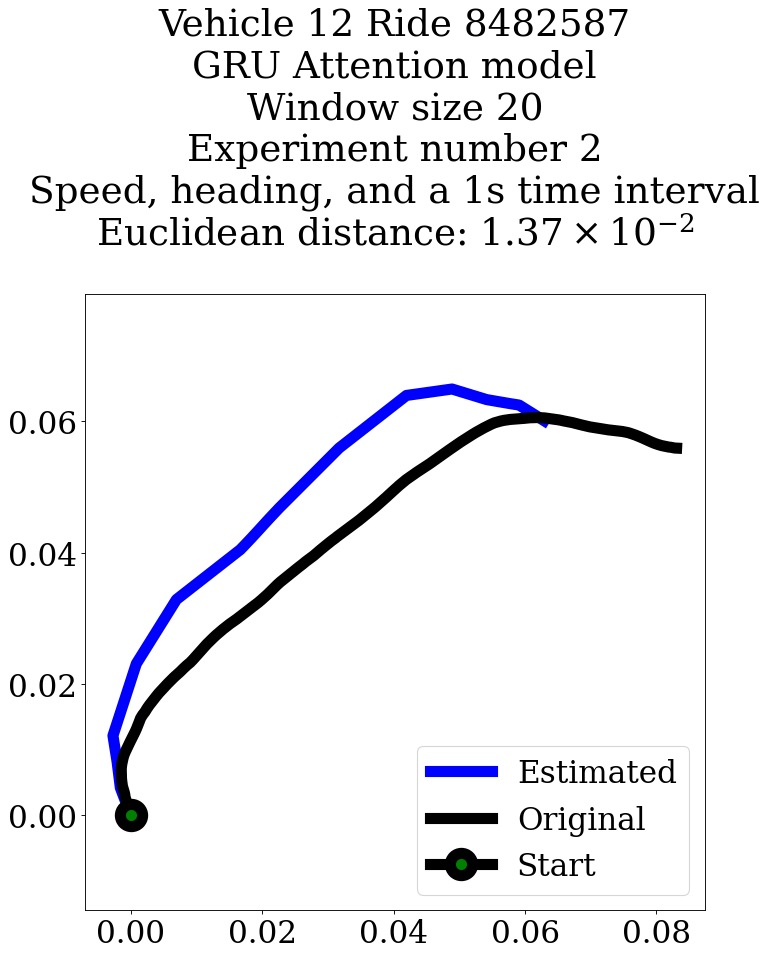 Vehicle 12 Ride 8482587
GRU Attention model
Window size 20
Experiment number 2
Speed, heading, and a 1s time interval
Euclidean distance: 1.37 × 10⁻²
0.06
0.04
0.02
0.00
Estimated
Original
Start
0.00 0.02 0.04 0.06 0.08